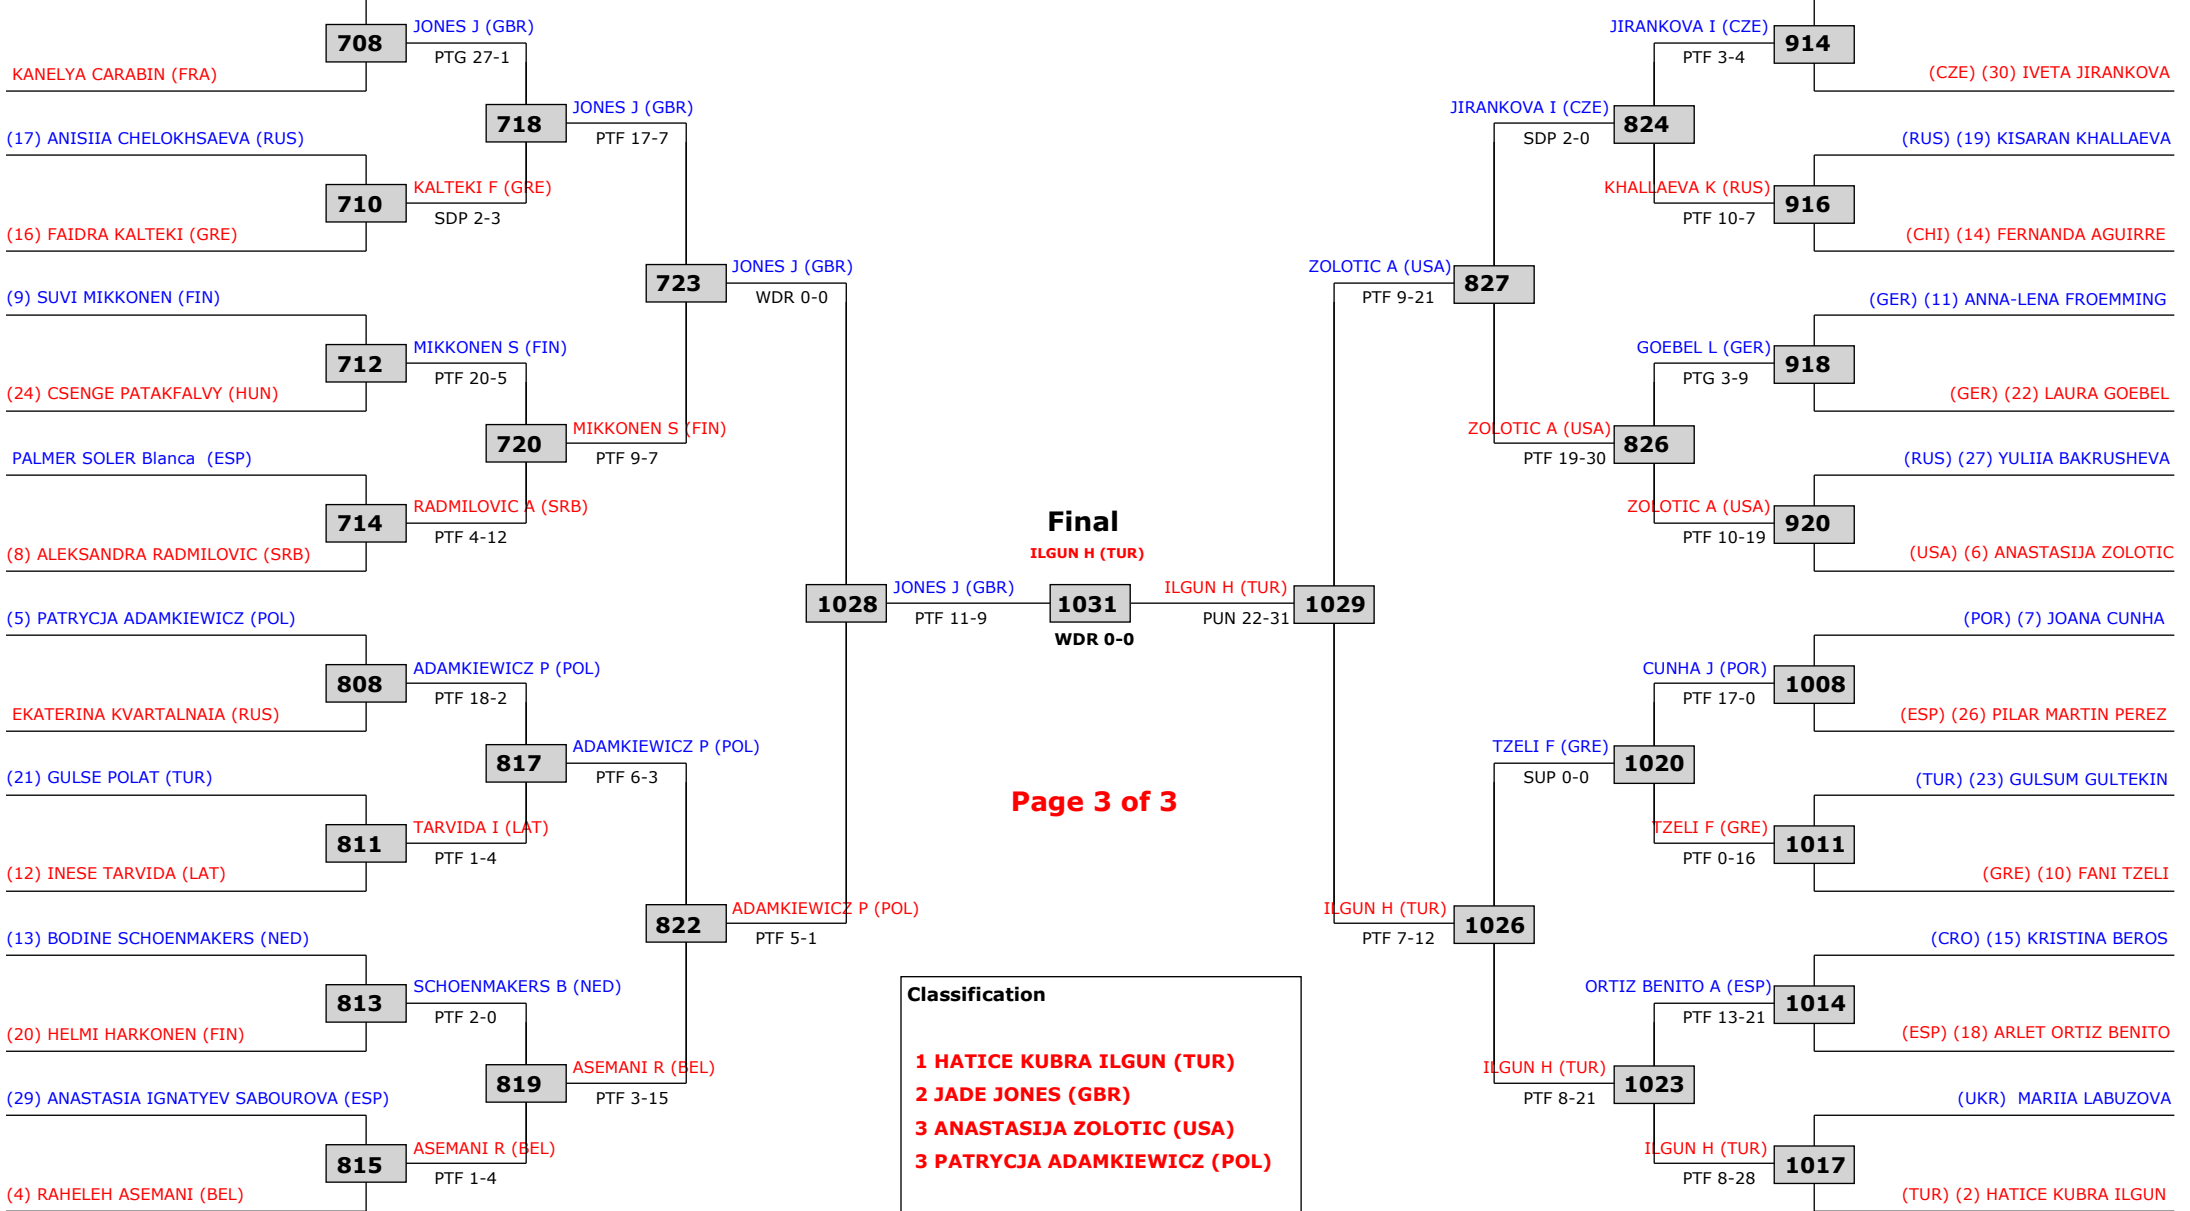 708
JONES J (GBR)
PTG 27-1
KANELYA CARABIN (FRA)
718
JONES J (GBR)
PTF 17-7
(17) ANISIIA CHELOKHSAEVA (RUS)
710
KALTEKI F (GRE)
SDP 2-3
(16) FAIDRA KALTEKI (GRE)
723
JONES J (GBR)
WDR 0-0
(9) SUVI MIKKONEN (FIN)
712
MIKKONEN S (FIN)
PTF 20-5
(24) CSENGE PATAKFALVY (HUN)
720
MIKKONEN S (FIN)
PTF 9-7
PALMER SOLER Blanca (ESP)
714
RADMILOVIC A (SRB)
PTF 4-12
(8) ALEKSANDRA RADMILOVIC (SRB)
1028
JONES J (GBR)
PTF 11-9
(5) PATRYCJA ADAMKIEWICZ (POL)
808
ADAMKIEWICZ P (POL)
PTF 18-2
EKATERINA KVARTALNAIA (RUS)
817
ADAMKIEWICZ P (POL)
PTF 6-3
(21) GULSE POLAT (TUR)
811
TARVIDA I (LAT)
PTF 1-4
(12) INESE TARVIDA (LAT)
822
ADAMKIEWICZ P (POL)
PTF 5-1
(13) BODINE SCHOENMAKERS (NED)
813
SCHOENMAKERS B (NED)
PTF 2-0
(20) HELMI HARKONEN (FIN)
819
ASEMANI R (BEL)
PTF 3-15
(29) ANASTASIA IGNATYEV SABOUROVA (ESP)
815
ASEMANI R (BEL)
PTF 1-4
(4) RAHELEH ASEMANI (BEL)
Final
ILGUN H (TUR)
1031
WDR 0-0
Page 3 of 3
Classification
1 HATICE KUBRA ILGUN (TUR)
2 JADE JONES (GBR)
3 ANASTASIJA ZOLOTIC (USA)
3 PATRYCJA ADAMKIEWICZ (POL)
JIRANKOVA I (CZE)
914
PTF 3-4
(CZE) (30) IVETA JIRANKOVA
JIRANKOVA I (CZE)
824
SDP 2-0
(RUS) (19) KISARAN KHALLAEVA
KHALLAEVA K (RUS)
916
PTF 10-7
(CHI) (14) FERNANDA AGUIRRE
ZOLOTIC A (USA)
827
PTF 9-21
(GER) (11) ANNA-LENA FROEMMING
GOEBEL L (GER)
918
PTG 3-9
(GER) (22) LAURA GOEBEL
ZOLOTIC A (USA)
826
PTF 19-30
(RUS) (27) YULIIA BAKRUSHEVA
ZOLOTIC A (USA)
920
PTF 10-19
(USA) (6) ANASTASIJA ZOLOTIC
ILGUN H (TUR)
1029
PUN 22-31
(POR) (7) JOANA CUNHA
CUNHA J (POR)
1008
PTF 17-0
(ESP) (26) PILAR MARTIN PEREZ
TZELI F (GRE)
1020
SUP 0-0
(TUR) (23) GULSUM GULTEKIN
TZELI F (GRE)
1011
PTF 0-16
(GRE) (10) FANI TZELI
ILGUN H (TUR)
1026
PTF 7-12
(CRO) (15) KRISTINA BEROS
ORTIZ BENITO A (ESP)
1014
PTF 13-21
(ESP) (18) ARLET ORTIZ BENITO
ILGUN H (TUR)
1023
PTF 8-21
(UKR) MARIIA LABUZOVA
ILGUN H (TUR)
1017
PTF 8-28
(TUR) (2) HATICE KUBRA ILGUN